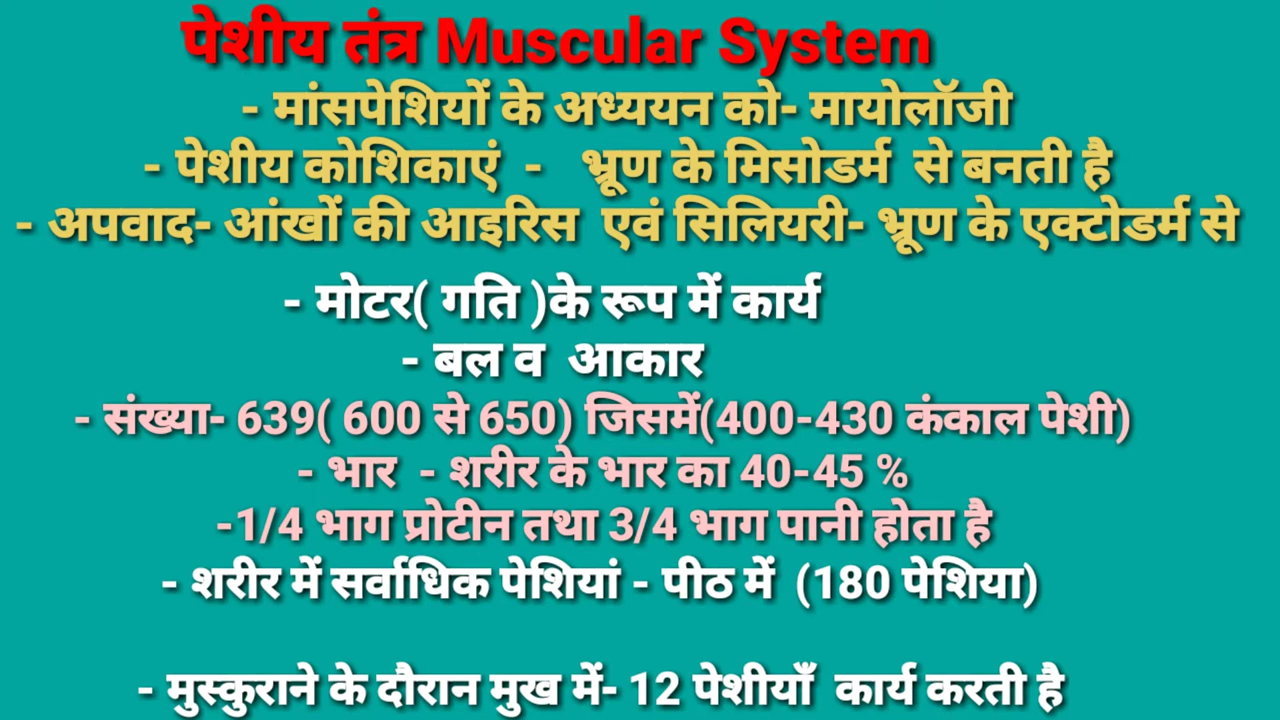 पेशीय तंत्र Muscular System
- मांसपेशियों के अध्ययन को- मायोलॉजी
- पेशीय कोशिकाएं - भ्रूण के मिसोडर्म से बनती है
- अपवाद- आंखों की आइरिस एवं सिलियरी- भ्रूण के एक्टोडर्म से
- मोटर( गति )के रूप में कार्य
- बल व आकार
- संख्या- 639( 600 से 650) जिसमें(400-430 कंकाल पेशी)
- भार - शरीर के भार का 40-45 %
-1/4 भाग प्रोटीन तथा 3/4 भाग पानी होता है
- शरीर में सर्वाधिक पेशियां - पीठ में (180 पेशिया)
- मुस्कुराने के दौरान मुख में- 12 पेशीयाँ कार्य करती है